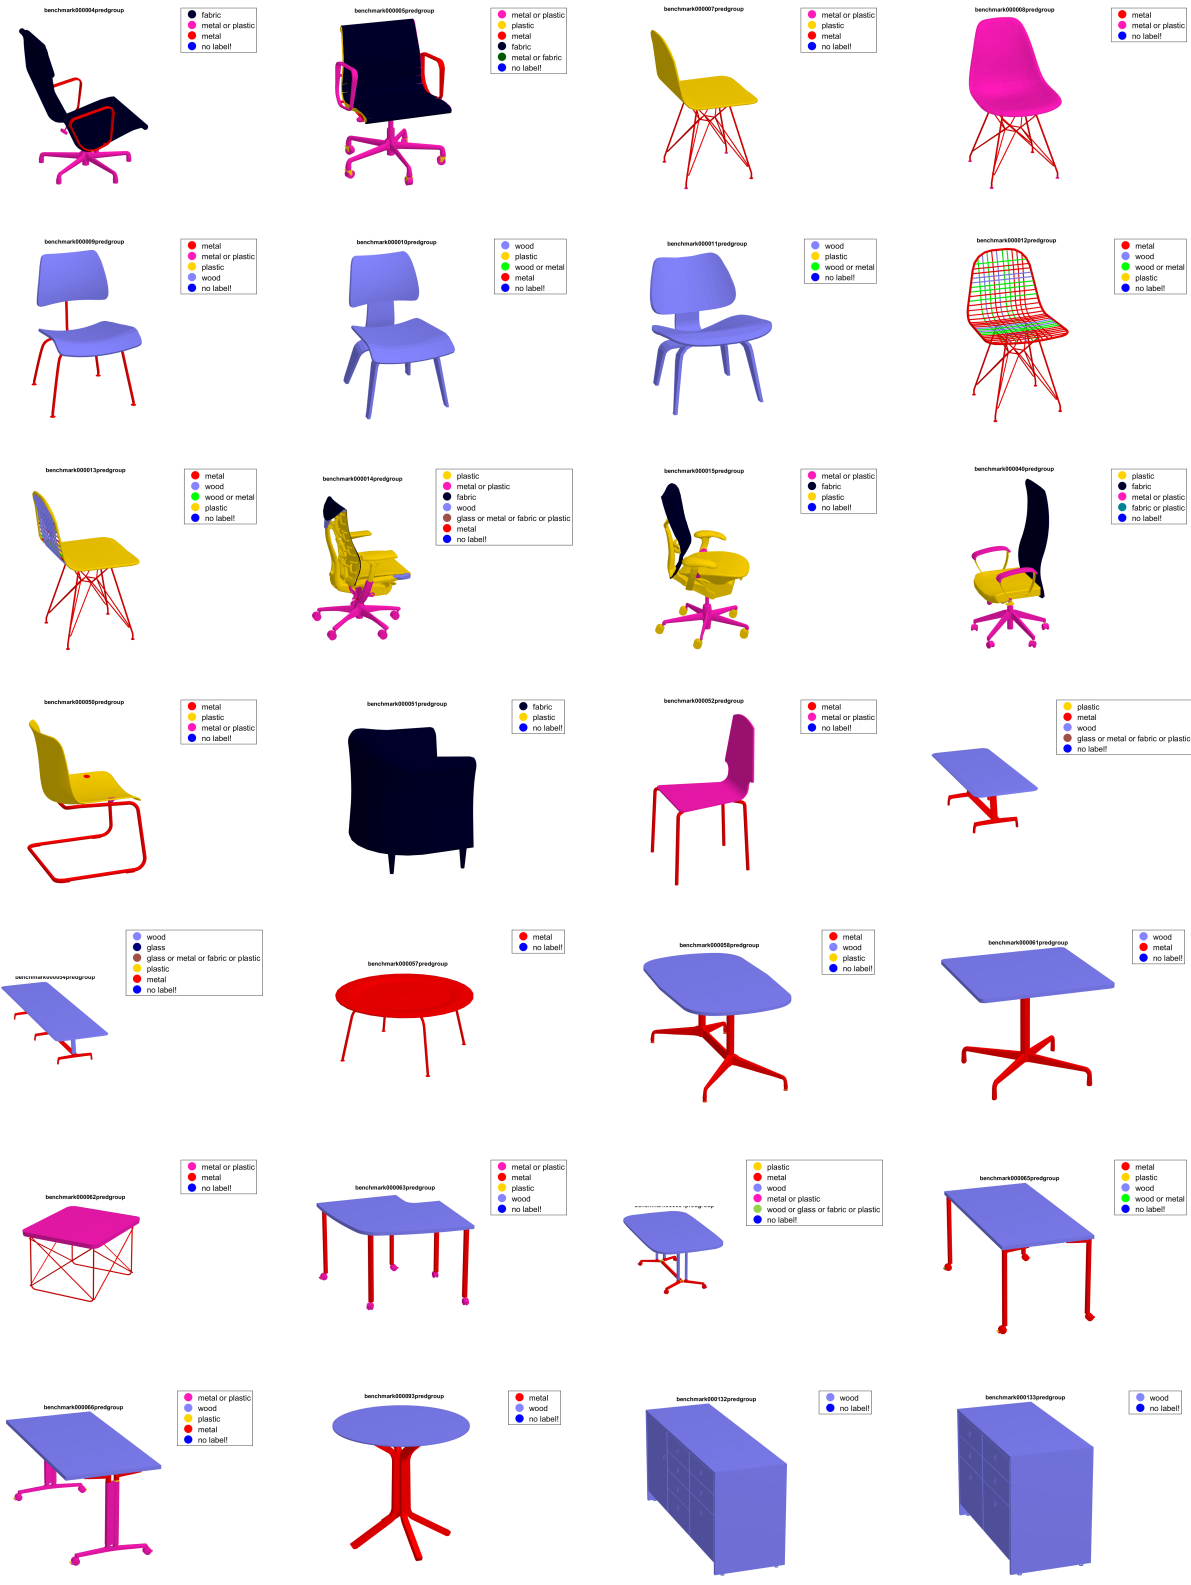 benchmark000004predgroup
fabric
metal or plastic
metal
no label!
benchmark000005predgroup
metal or plastic
plastic
metal
fabric
metal or fabric
no label!
benchmark000007predgroup
metal or plastic
plastic
metal
no label!
benchmark000008predgroup
metal
metal or plastic
no label!
benchmark000009predgroup
metal
metal or plastic
plastic
wood
no label!
benchmark000010predgroup
wood
plastic
wood or metal
metal
no label!
benchmark000011predgroup
wood
plastic
wood or metal
no label!
benchmark000012predgroup
metal
wood
wood or metal
plastic
no label!
benchmark000013predgroup
metal
wood
wood or metal
plastic
no label!
benchmark000014predgroup
plastic
metal or plastic
fabric
wood
glass or metal or fabric or plastic
metal
no label!
benchmark000015predgroup
metal or plastic
fabric
plastic
no label!
benchmark000040predgroup
plastic
fabric
metal or plastic
fabric or plastic
no label!
benchmark000050predgroup
metal
plastic
metal or plastic
no label!
benchmark000051predgroup
fabric
plastic
no label!
benchmark000052predgroup
metal
metal or plastic
no label!
plastic
metal
wood
glass or metal or fabric or plastic
no label!
benchmark000054predgroup
wood
glass
glass or metal or fabric or plastic
plastic
metal
no label!
benchmark000057predgroup
metal
no label!
benchmark000058predgroup
metal
wood
plastic
no label!
benchmark000061predgroup
wood
metal
no label!
benchmark000062predgroup
metal or plastic
metal
no label!
benchmark000063predgroup
metal or plastic
metal
plastic
wood
no label!
plastic
metal
wood
metal or plastic
wood or glass or fabric or plastic
no label!
benchmark000065predgroup
metal
plastic
wood
wood or metal
no label!
benchmark000066predgroup
metal or plastic
wood
plastic
metal
no label!
benchmark000093predgroup
metal
wood
no label!
benchmark000132predgroup
wood
no label!
benchmark000133predgroup
wood
no label!